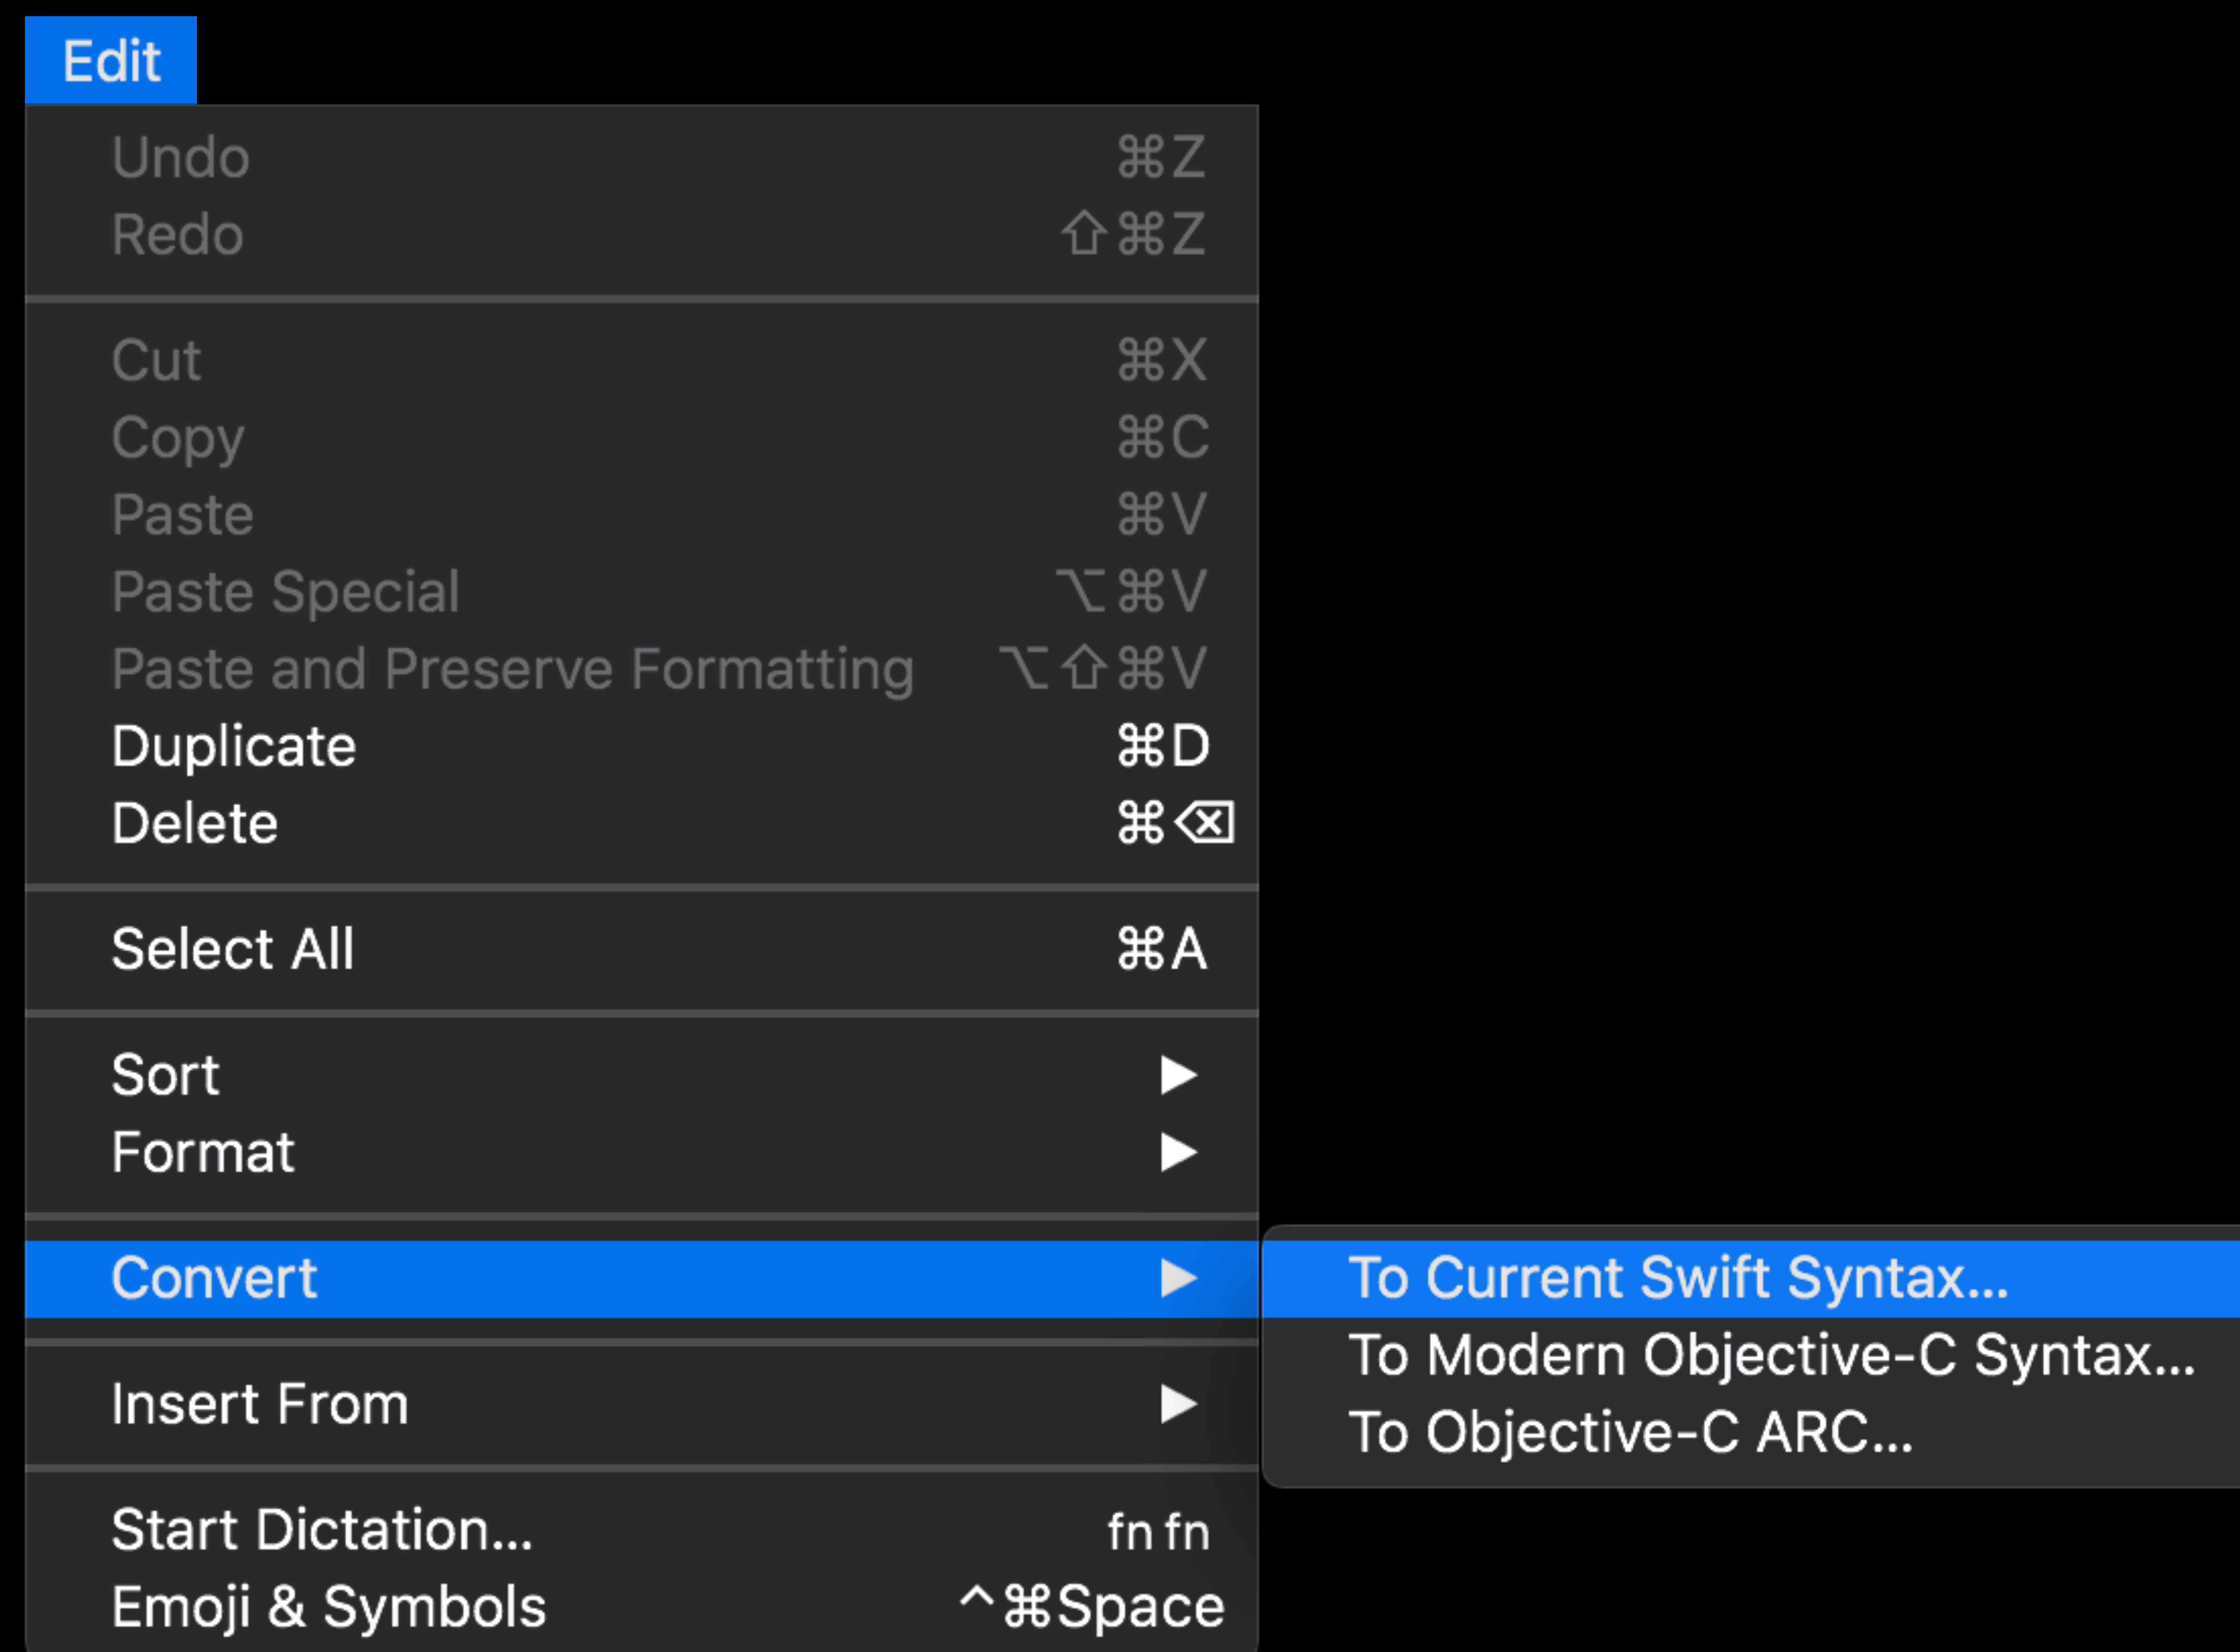 Edit
Undo ⌘Z
Redo ⇧⌘Z
Cut ⌘X
Copy ⌘C
Paste ⌘V
Paste Special ⌥⌘V
Paste and Preserve Formatting ⌥⇧⌘V
Duplicate ⌘D
Delete ⌘⌫
Select All ⌘A
Sort ▶
Format ▶
Convert ▶
To Current Swift Syntax...
To Modern Objective-C Syntax...
To Objective-C ARC...
Insert From ▶
Start Dictation... fn fn
Emoji & Symbols ^⌘Space